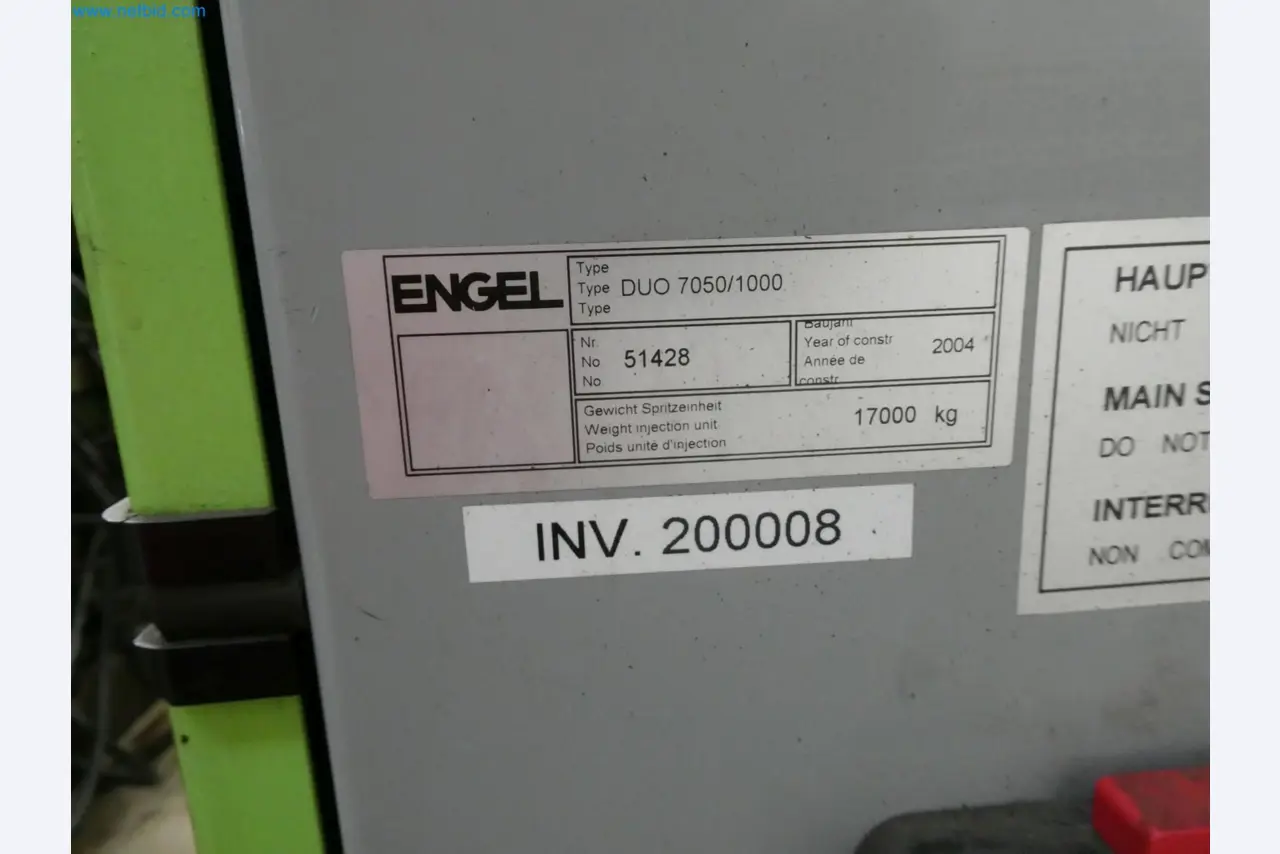 www.netbid.com
ENGEL
Type
Type DUO 7050/1000
Type
Nr.
No 51428
No
Baujahr
Year of constr 2004
Année de
constr
Gewicht Spritzeinheit
Weight injection unit 17000 kg
Poids unité d'injection
INV. 200008
HAUP
NICHT
MAIN S
DO NOT
INTERR
NON COM